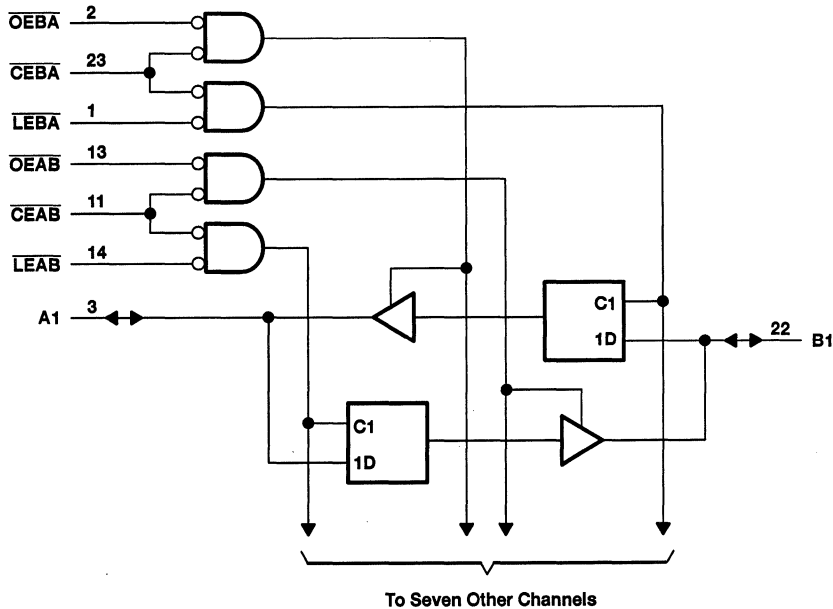 OEBA 2
CEBA 23
LEBA 1
OEAB 13
CEAB 11
LEAB 14
A1 3
C1
1D
22 B1
C1
1D
To Seven Other Channels